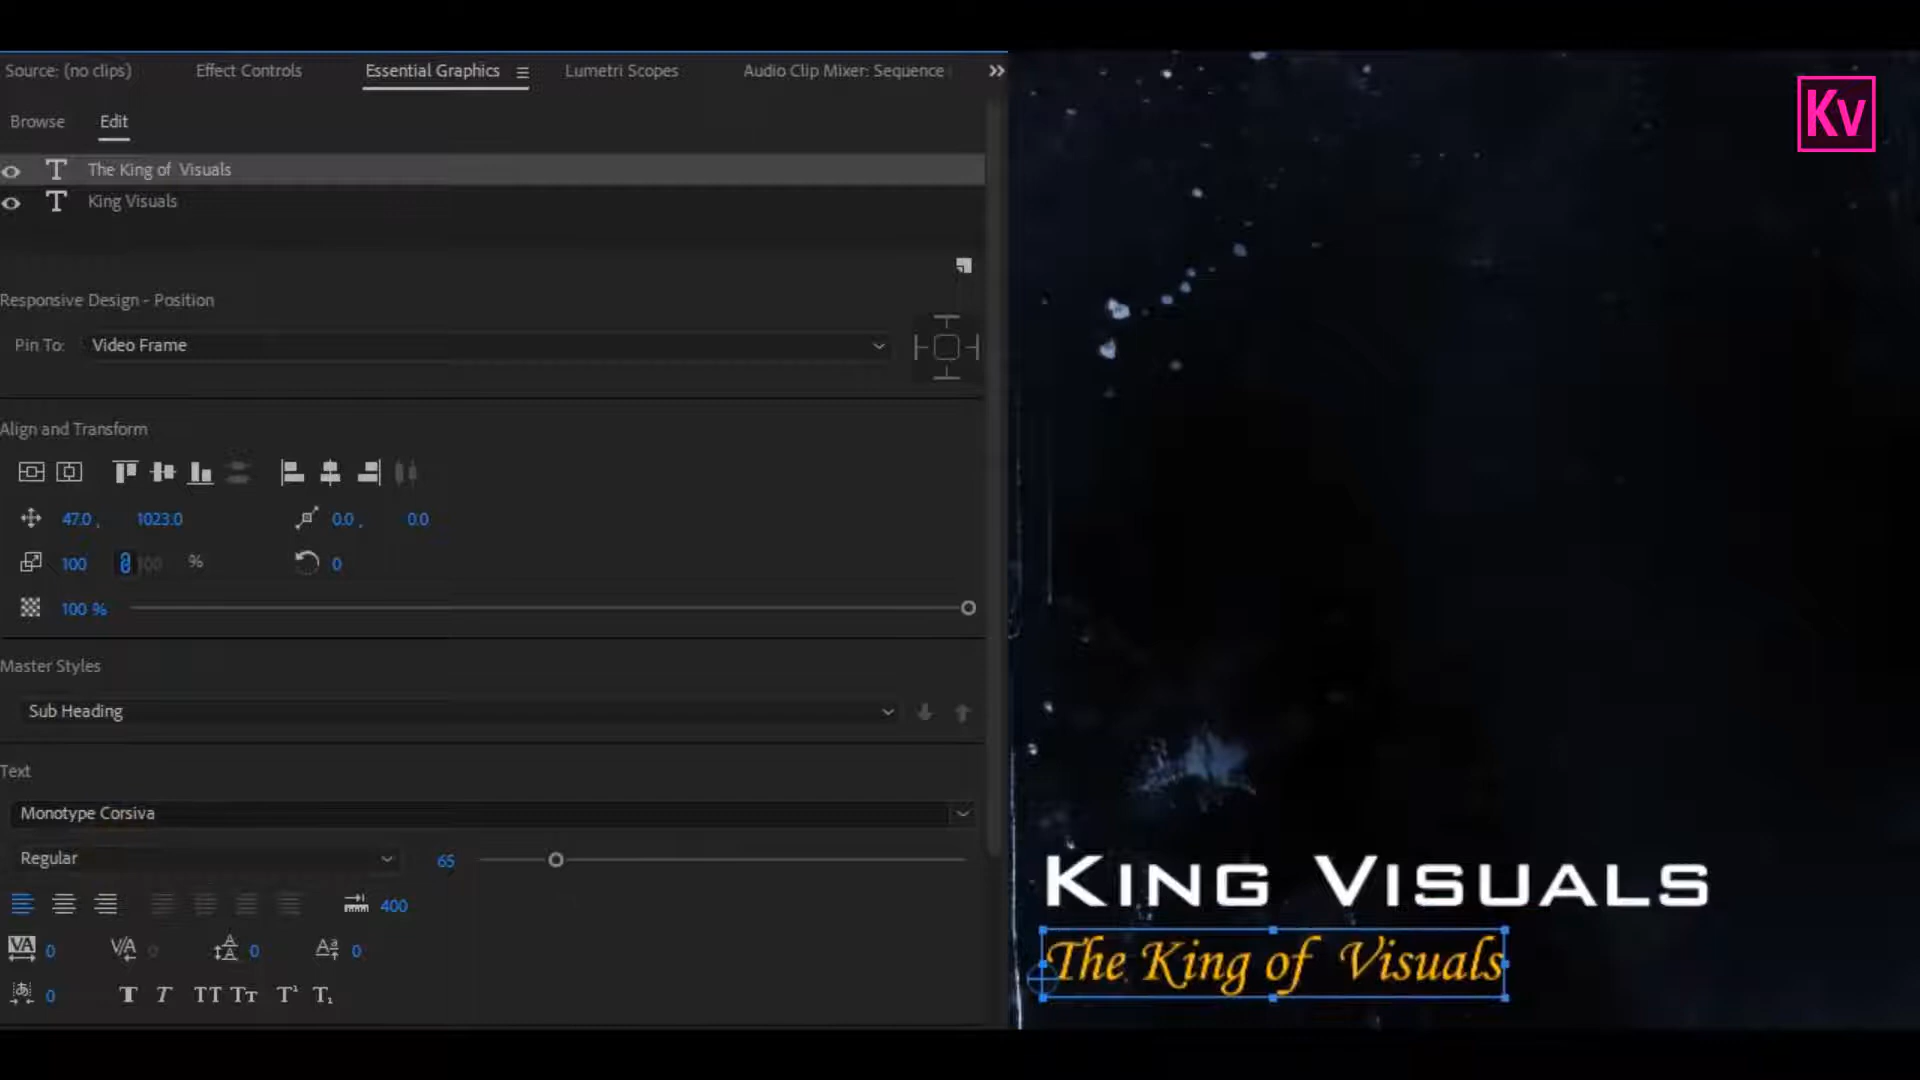 Source: (no clips) Effect Controls Essential Graphics Lumetri Scopes Audio Clip Mixer: Sequence
Kv
Browse Edit
The King of  Visuals
King Visuals
Responsive Design - Position
Pin To: Video Frame
Align and Transform
47.0 , 1023.0 0.0 , 0.0
100 100 % 0
100 %
Master Styles
Sub Heading
Text
Monotype Corsiva
Regular 65
400
0 0 0 0
0
King Visuals
The King of  Visuals